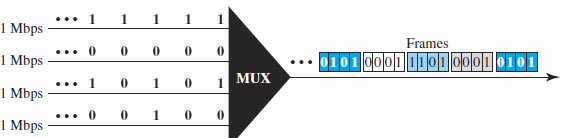 1 Mbps ••• 1 1 1 1 1
1 Mbps ••• 0 0 0 0 0
1 Mbps ••• 1 0 1 0 1
1 Mbps ••• 0 0 1 0 0
MUX
Frames
••• 0101 0001 1101 0001 0101